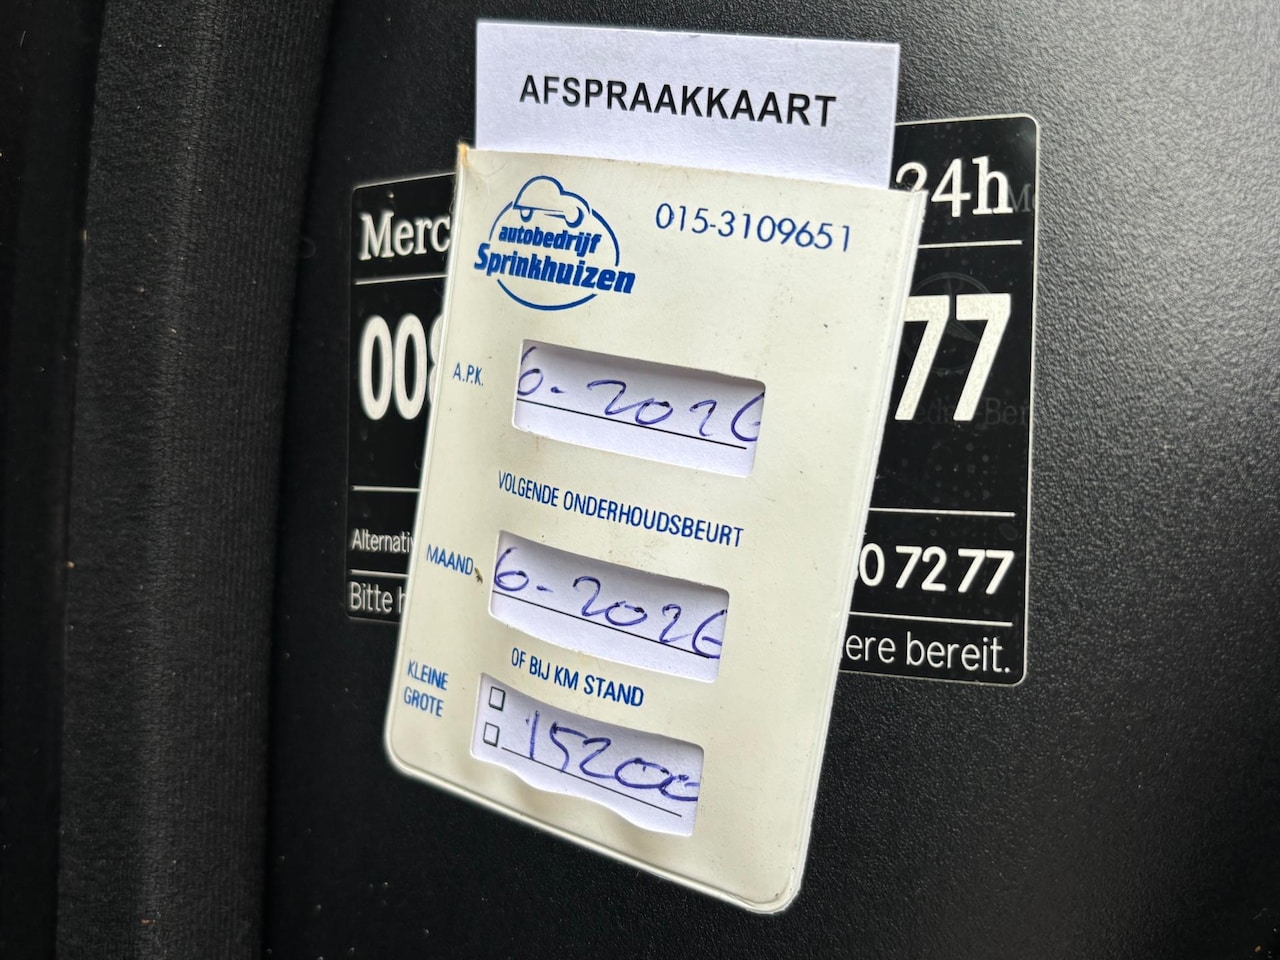 AFSPRAAKKAART
autobedrijf
Sprinkhuizen
015-3109651
A.P.K.
6-2026
VOLGENDE ONDERHOUDSBEURT
MAAND
6-2026
OF BIJ KM STAND
KLEINE
GROTE
15200
Merc
24h
00
77
Alternativ
0 72 77
Bitte
ere bereit.